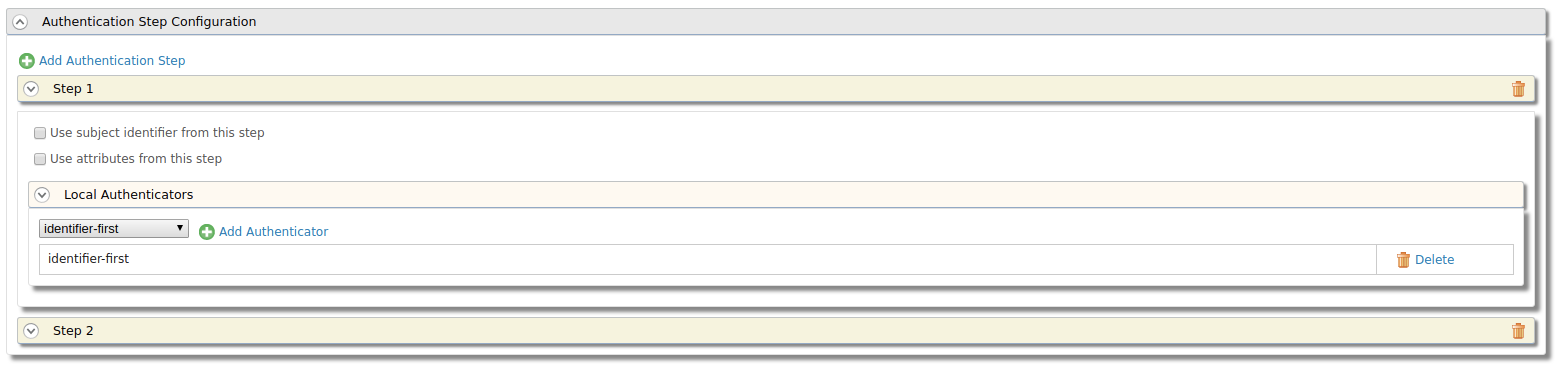 Authentication Step Configuration
Add Authentication Step
Step 1
Use subject identifier from this step
Use attributes from this step
Local Authenticators
identifier-first Add Authenticator
identifier-first Delete
Step 2